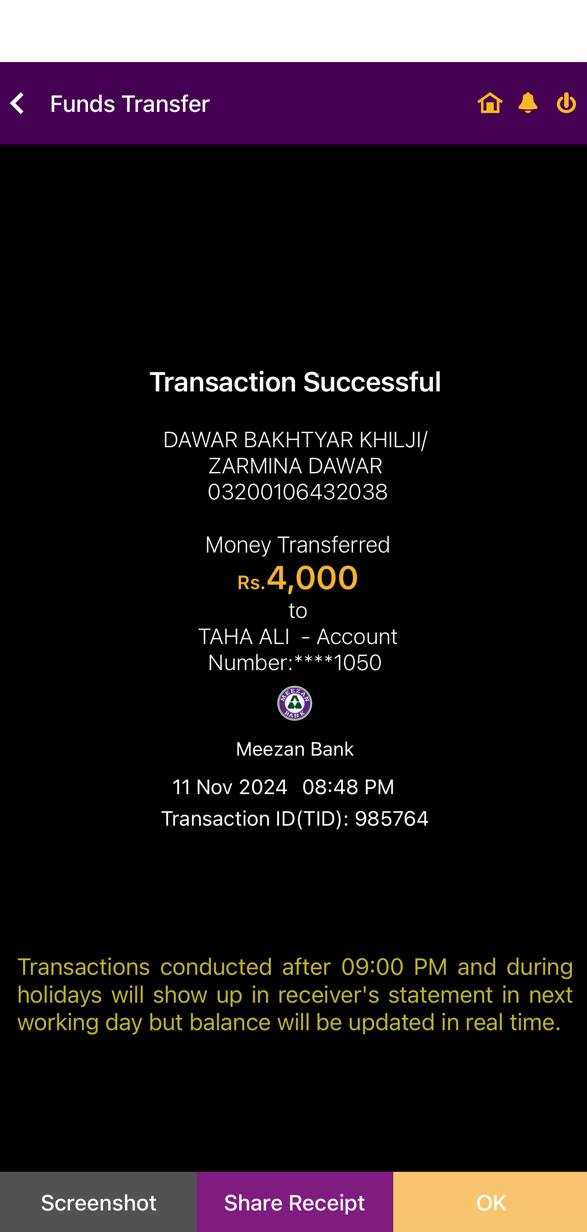 Funds Transfer
Transaction Successful
DAWAR BAKHTYAR KHILJI/
ZARMINA DAWAR
03200106432038
Money Transferred
Rs.4,000
to
TAHA ALI - Account
Number:****1050
MEEZAN
BANK
Meezan Bank
11 Nov 2024 08:48 PM
Transaction ID(TID): 985764
Transactions conducted after 09:00 PM and during
holidays will show up in receiver's statement in next
working day but balance will be updated in real time.
Screenshot Share Receipt OK